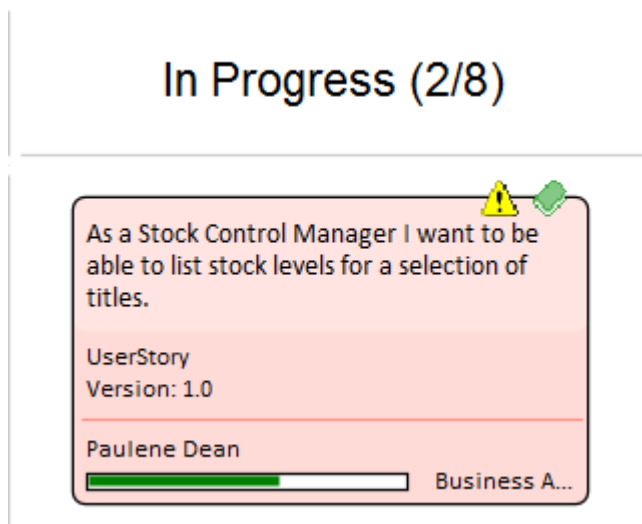 In Progress (2/8)
As a Stock Control Manager I want to be
able to list stock levels for a selection of
titles.
UserStory
Version: 1.0
Paulene Dean
Business A...